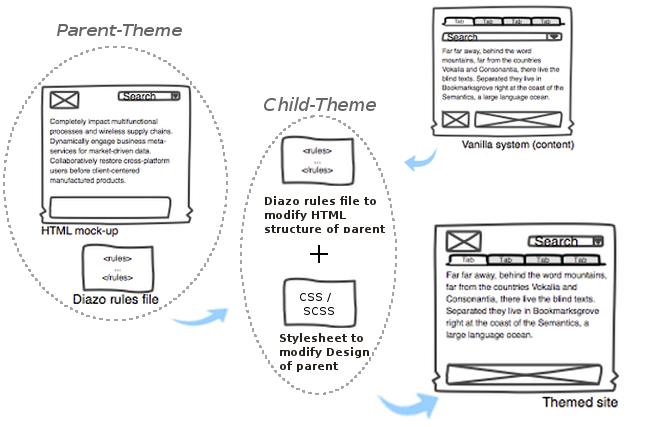 Parent-Theme
Search
Completely impact multifunctional
processes and wireless supply chains.
Dynamically engage business meta-
services for market-driven data.
Collaboratively restore cross-platform
users before client-centered
manufactured products.
HTML mock-up
<rules>
...
</rules>
Diazo rules file
Child-Theme
<rules>
...
</rules>
Diazo rules file to
modify HTML
structure of parent
+
CSS /
SCSS
Stylesheet to
modify Design
of parent
Tab Tab Tab Tab
Search
Far far away, behind the word
mountains, far from the countries
Vokalia and Consonantia, there live the
blind texts. Separated they live in
Bookmarksgrove right at the coast of the
Semantics, a large language ocean.
Vanilla system (content)
Search
Tab Tab Tab Tab
Far far away, behind the word mountains,
far from the countries Vokalia and
Consonantia, there live the blind texts.
Separated they live in Bookmarksgrove
right at the coast of the Semantics, a
large language ocean.
Themed site